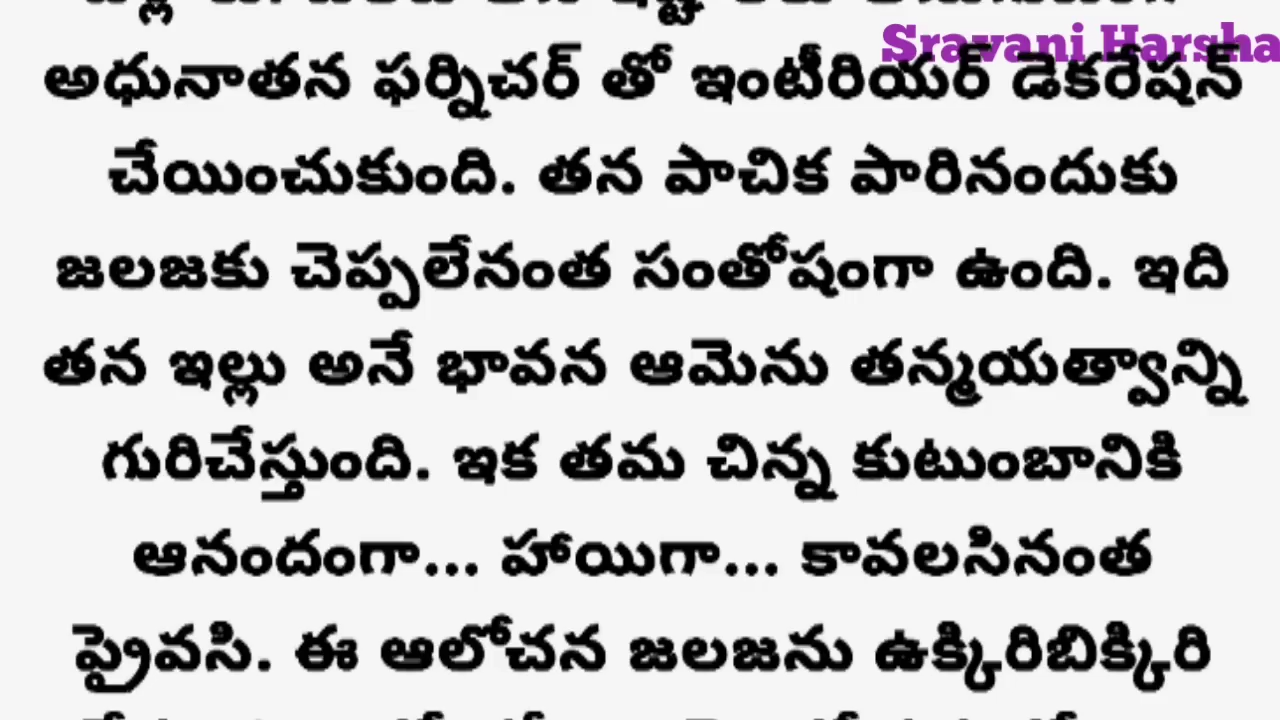 Sravani Harsha
అధునాతన ఫర్నిచర్ తో ఇంటీరియర్ డెకరేషన్
చేయించుకుంది. తన పాచిక పారినందుకు
జలజకు చెప్పలేనంత సంతోషంగా ఉంది. ఇది
తన ఇల్లు అనే భావన ఆమెను తన్మయత్వాన్ని
గురిచేస్తుంది. ఇక తమ చిన్న కుటుంబానికి
ఆనందంగా... హాయిగా... కావలసినంత
ప్రైవసి. ఈ ఆలోచన జలజను ఉక్కిరిబిక్కిరి